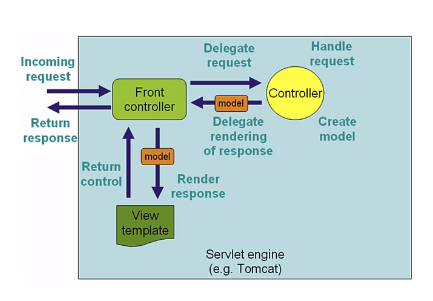 Incoming
request
Return
response
Front
controller
Delegate
request
Handle
request
model
Controller
Delegate
rendering
of response
Create
model
model
Return
control
Render
response
View
template
Servlet engine
(e.g. Tomcat)